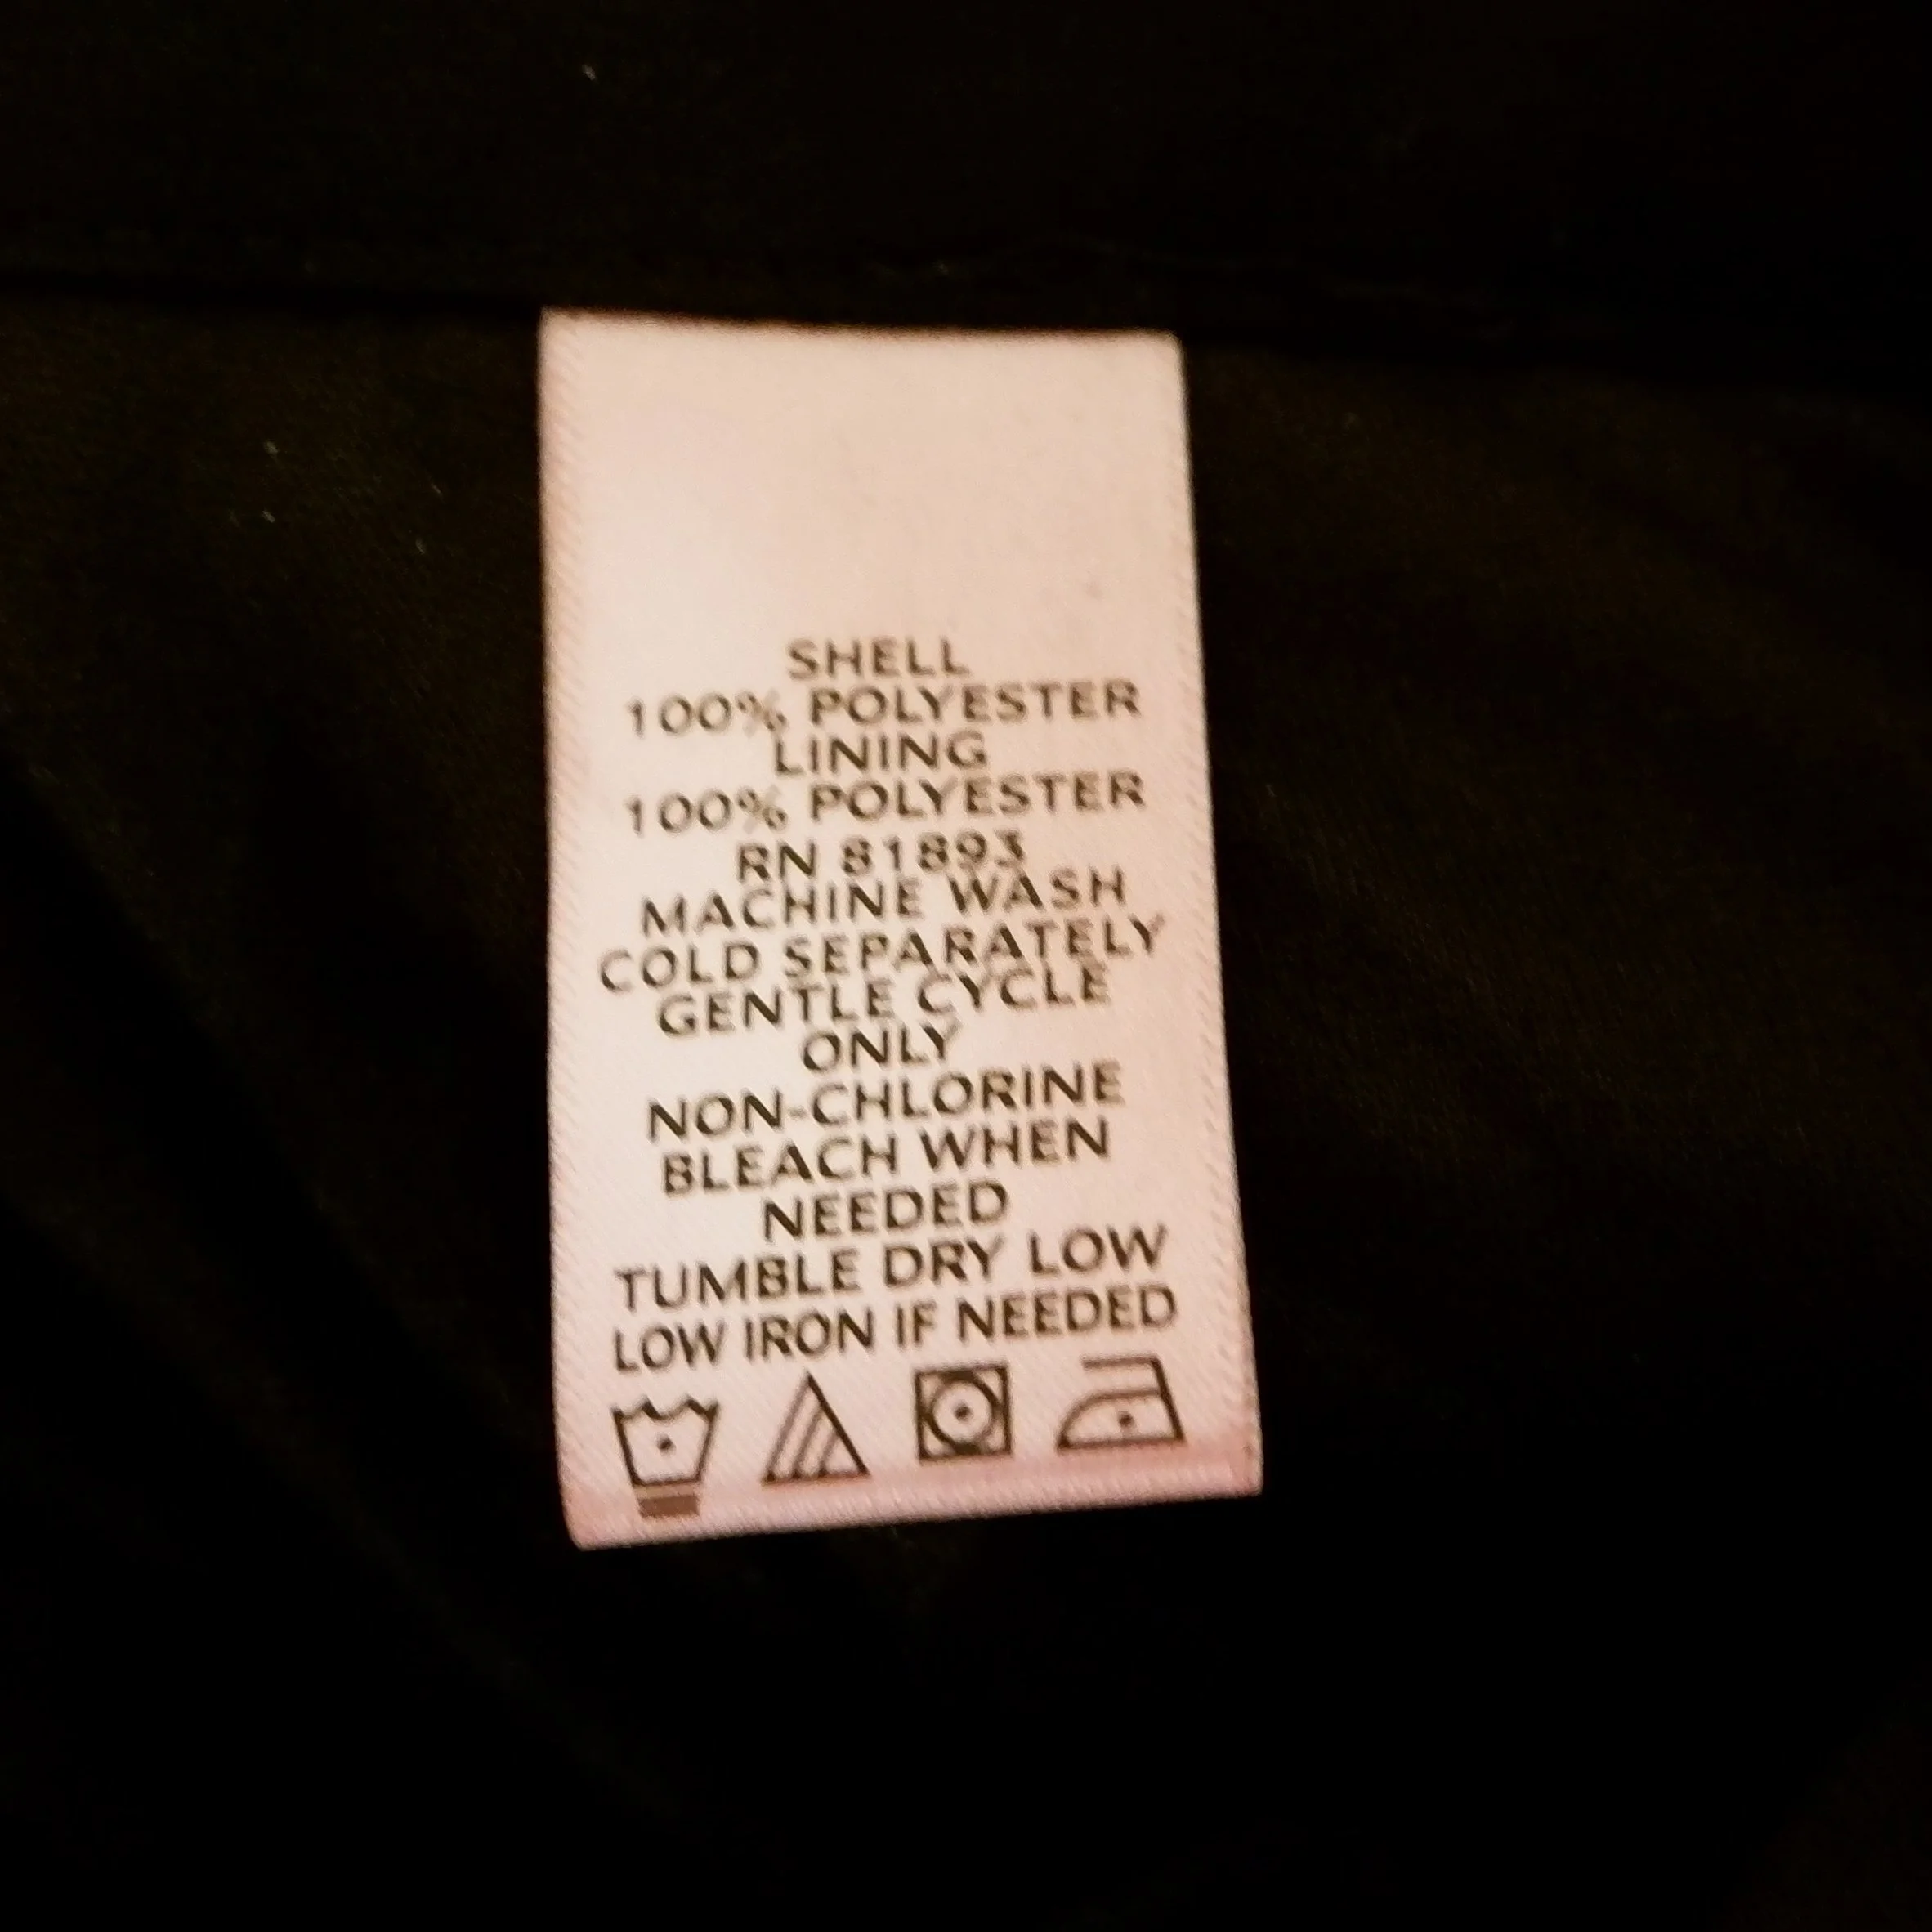 SHELL
100% POLYESTER
LINING
100% POLYESTER
RN 81893
MACHINE WASH
COLD SEPARATELY
GENTLE CYCLE
ONLY
NON-CHLORINE
BLEACH WHEN
NEEDED
TUMBLE DRY LOW
LOW IRON IF NEEDED